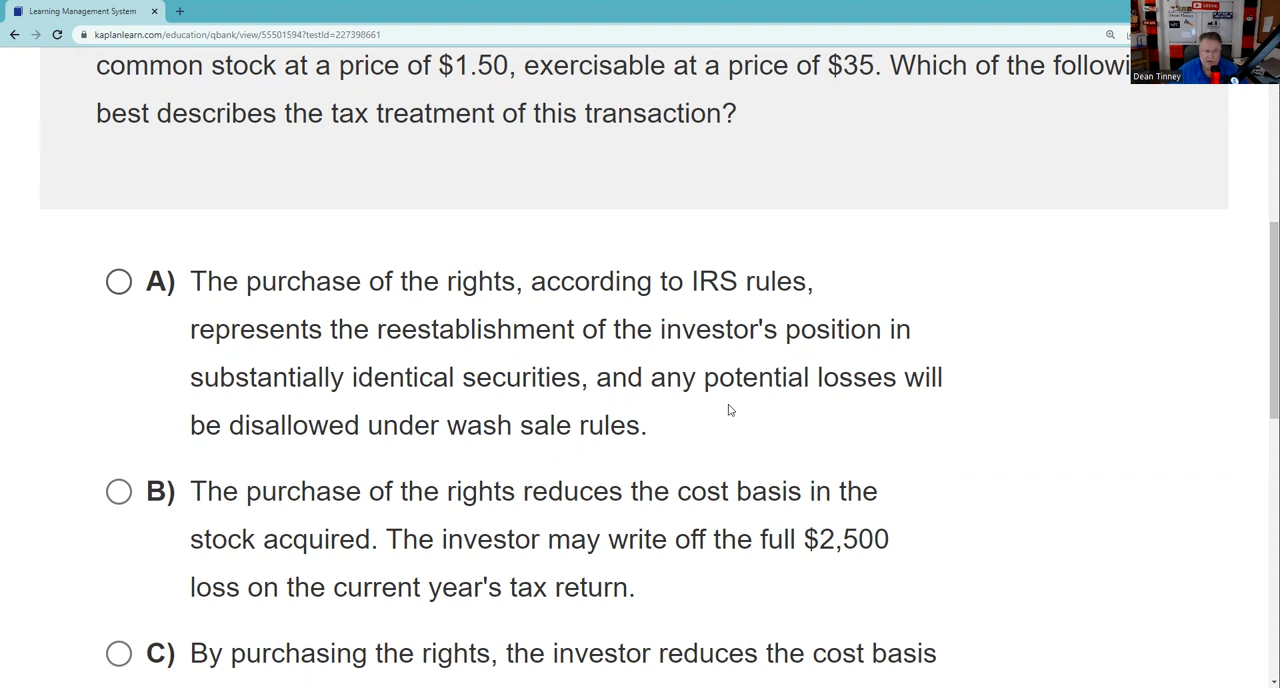 Learning Management System
kaplanlearn.com/education/qbank/view/55501594?testId=227398661
common stock at a price of $1.50, exercisable at a price of $35. Which of the followi
best describes the tax treatment of this transaction?
Dean Tinney
A) The purchase of the rights, according to IRS rules,
represents the reestablishment of the investor's position in
substantially identical securities, and any potential losses will
be disallowed under wash sale rules.
B) The purchase of the rights reduces the cost basis in the
stock acquired. The investor may write off the full $2,500
loss on the current year's tax return.
C) By purchasing the rights, the investor reduces the cost basis